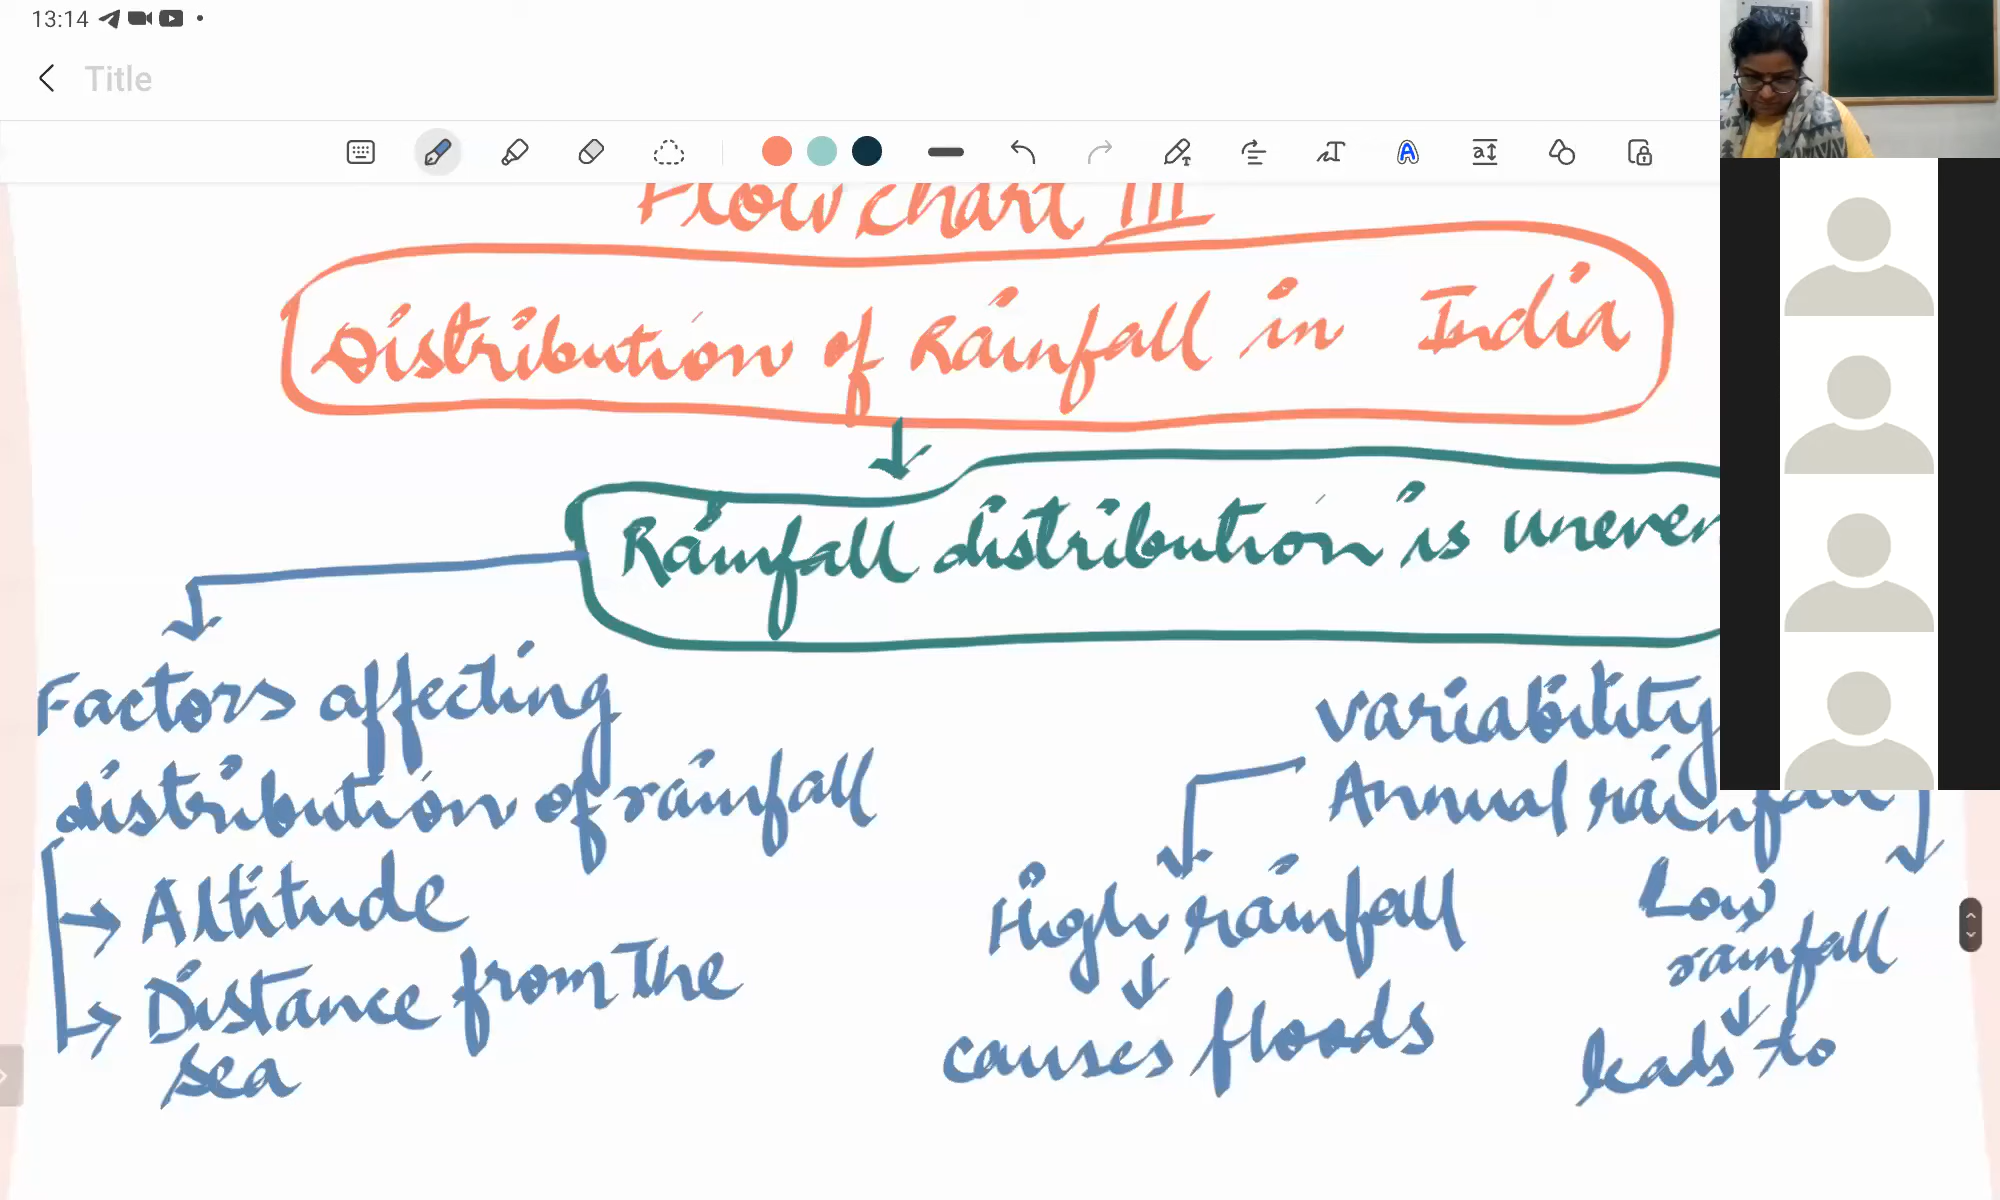 13:14
Title
Flow chart III
Distribution of Rainfall in India
Rainfall distribution is uneven
Factors affecting
distribution of rainfall
→ Altitude
→ Distance from the
sea
variability
Annual rainfall
High rainfall
causes floods
Low
rainfall
leads to